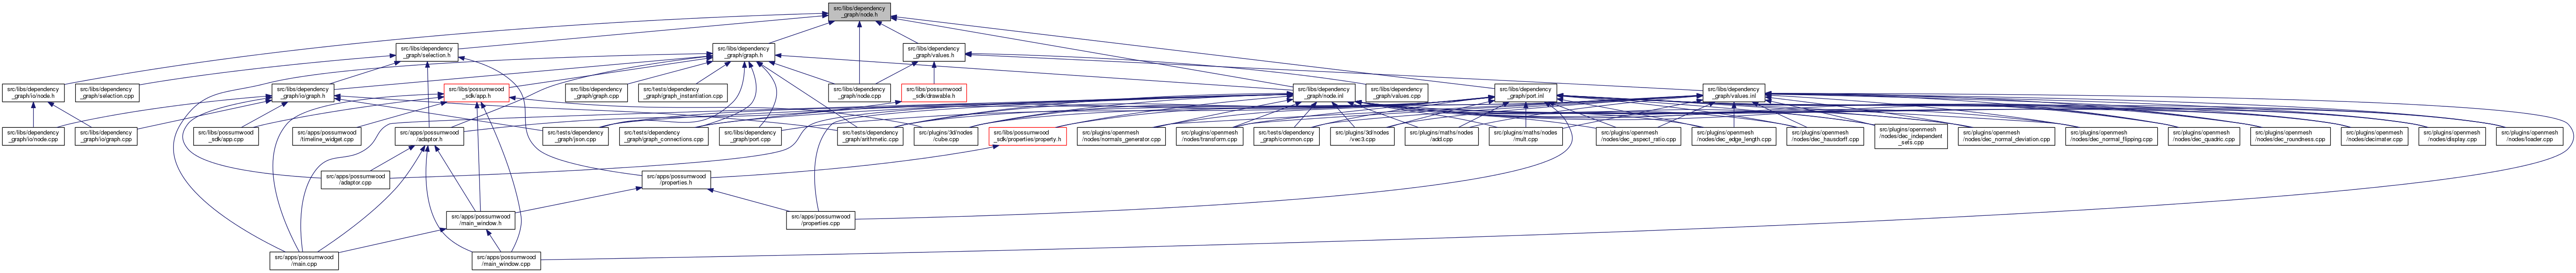 src/libs/dependency
_graph/node.h
src/libs/dependency
_graph/selection.h
src/libs/dependency
_graph/graph.h
src/libs/dependency
_graph/values.h
src/libs/dependency
_graph/io/node.h
src/libs/dependency
_graph/selection.cpp
src/libs/dependency
_graph/io/graph.h
src/libs/possumwood
_sdk/app.h
src/libs/dependency
_graph/graph.cpp
src/tests/dependency
_graph/graph_instantiation.cpp
src/libs/dependency
_graph/node.cpp
src/libs/possumwood
_sdk/drawable.h
src/libs/dependency
_graph/node.inl
src/libs/dependency
_graph/values.cpp
src/libs/dependency
_graph/port.inl
src/libs/dependency
_graph/values.inl
src/libs/dependency
_graph/io/node.cpp
src/libs/dependency
_graph/io/graph.cpp
src/libs/possumwood
_sdk/app.cpp
src/apps/possumwood
/timeline_widget.cpp
src/apps/possumwood
/adaptor.h
src/tests/dependency
_graph/json.cpp
src/tests/dependency
_graph/graph_connections.cpp
src/libs/dependency
_graph/port.cpp
src/tests/dependency
_graph/arithmetic.cpp
src/plugins/3d/nodes
/cube.cpp
src/libs/possumwood
_sdk/properties/property.h
src/plugins/openmesh
/nodes/normals_generator.cpp
src/plugins/openmesh
/nodes/transform.cpp
src/tests/dependency
_graph/common.cpp
src/plugins/3d/nodes
/vec3.cpp
src/plugins/maths/nodes
/add.cpp
src/plugins/maths/nodes
/mult.cpp
src/plugins/openmesh
/nodes/dec_aspect_ratio.cpp
src/plugins/openmesh
/nodes/dec_edge_length.cpp
src/plugins/openmesh
/nodes/dec_hausdorff.cpp
src/plugins/openmesh
/nodes/dec_independent
_sets.cpp
src/plugins/openmesh
/nodes/dec_normal_deviation.cpp
src/plugins/openmesh
/nodes/dec_normal_flipping.cpp
src/plugins/openmesh
/nodes/dec_quadric.cpp
src/plugins/openmesh
/nodes/dec_roundness.cpp
src/plugins/openmesh
/nodes/decimater.cpp
src/plugins/openmesh
/nodes/display.cpp
src/plugins/openmesh
/nodes/loader.cpp
src/apps/possumwood
/adaptor.cpp
src/apps/possumwood
/properties.h
src/apps/possumwood
/main_window.h
src/apps/possumwood
/properties.cpp
src/apps/possumwood
/main.cpp
src/apps/possumwood
/main_window.cpp